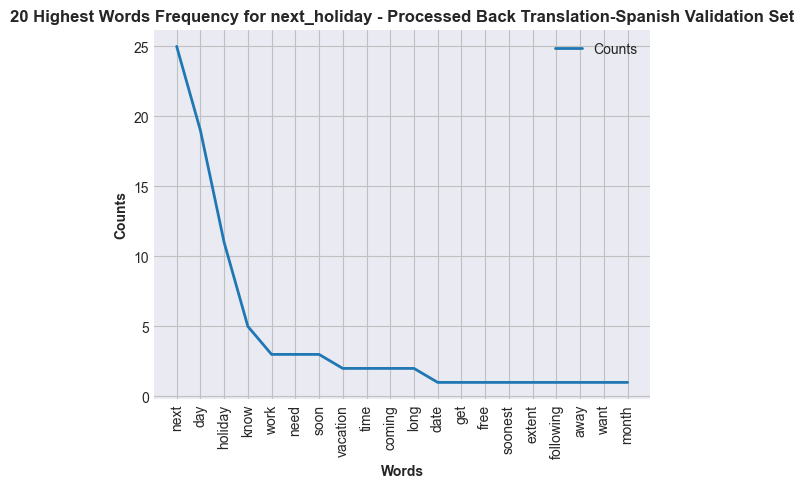 20 Highest Words Frequency for next_holiday - Processed Back Translation-Spanish Validation Set
Counts
25
20
15
10
5
0
Counts
next
day
holiday
know
work
need
soon
vacation
time
coming
long
date
get
free
soonest
extent
following
away
want
month
Words